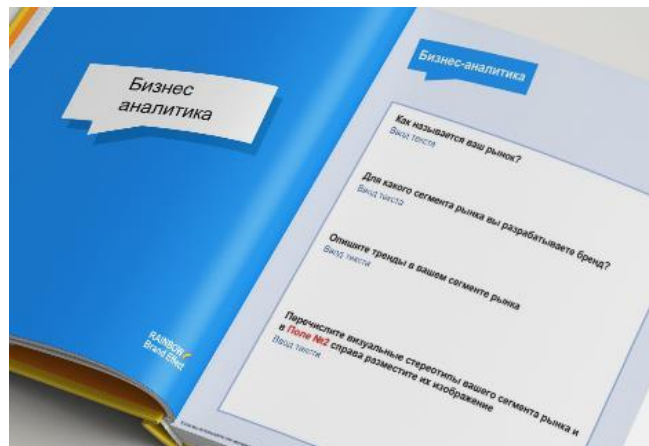 Бизнес
аналитика
RAINBOW
Brand Effect
Бизнес-аналитика
Как называется ваш рынок?
Ввод текста
Для какого сегмента рынка вы разрабатываете бренд?
Ввод текста
Опишите тренды в вашем сегменте рынка
Ввод текста
Перечислите визуальные стереотипы вашего сегмента рынка и
в Поле №2 справа разместите их изображение
Ввод текста